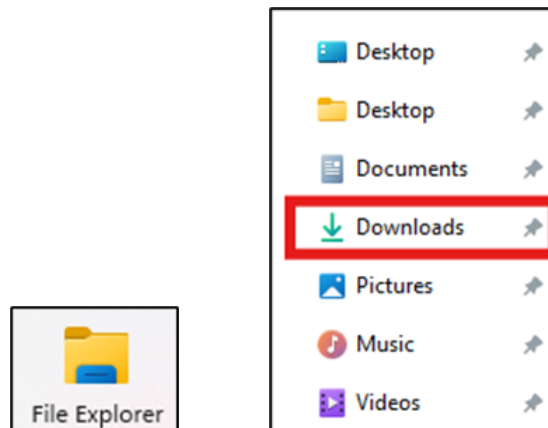 Desktop
Desktop
Documents
Downloads
Pictures
Music
Videos
File Explorer